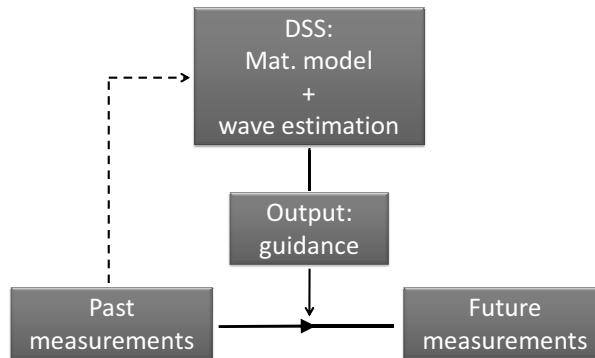 DSS:
Mat. model
+
wave estimation
Output:
guidance
Past
measurements
Future
measurements